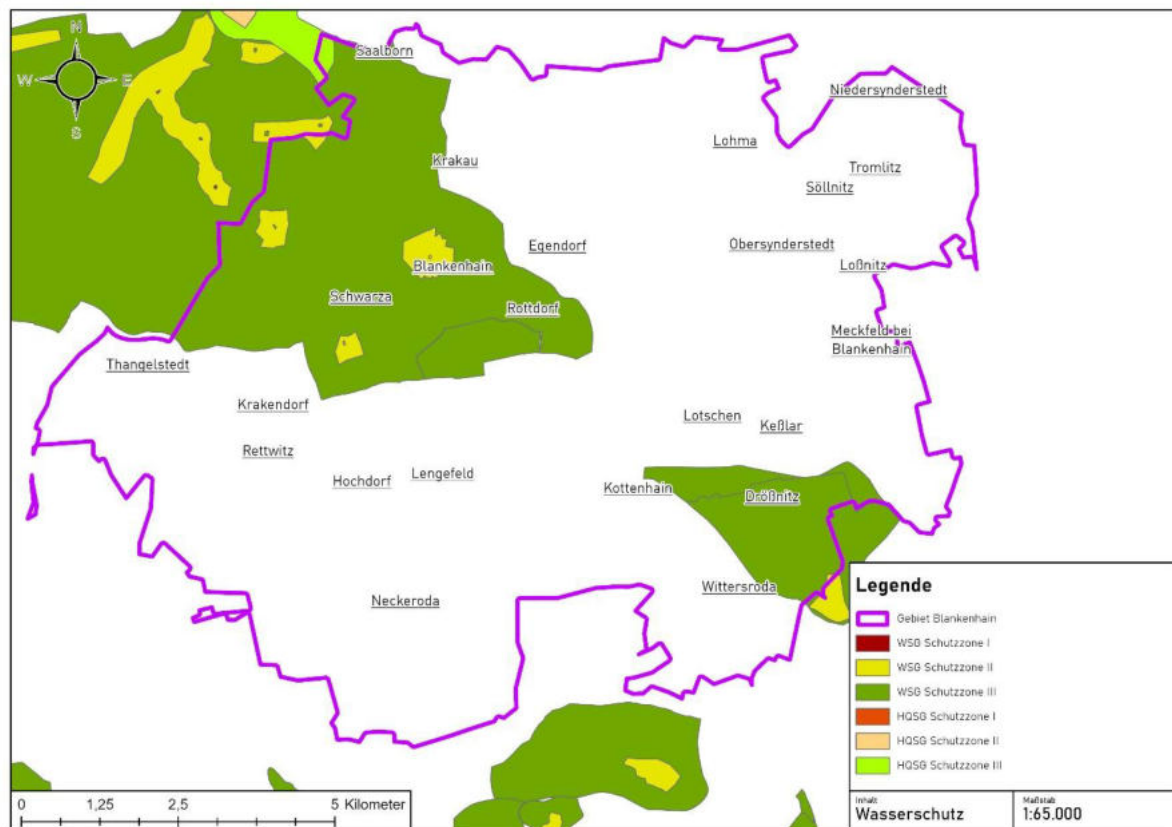 N
W
E
S
Saalborn
Niedersynderstedt
Lohma
Krakau
Tromlitz
Söllnitz
Egendorf
Obersynderstedt
Blankenhain
Loßnitz
Schwarza
Rottdorf
Meckfeld bei
Blankenhain
Thangelstedt
Krakendorf
Lotschen
Keßlar
Rettwitz
Hochdorf
Lengefeld
Kottenhain
Drößnitz
Wittersroda
Neckeroda
Legende
Gebiet Blankenhain
WSG Schutzzone I
WSG Schutzzone II
WSG Schutzzone III
HQSG Schutzzone I
HQSG Schutzzone II
HQSG Schutzzone III
0 1,25 2,5 5 Kilometer
Inhalt
Wasserschutz
Maßstab
1:65.000